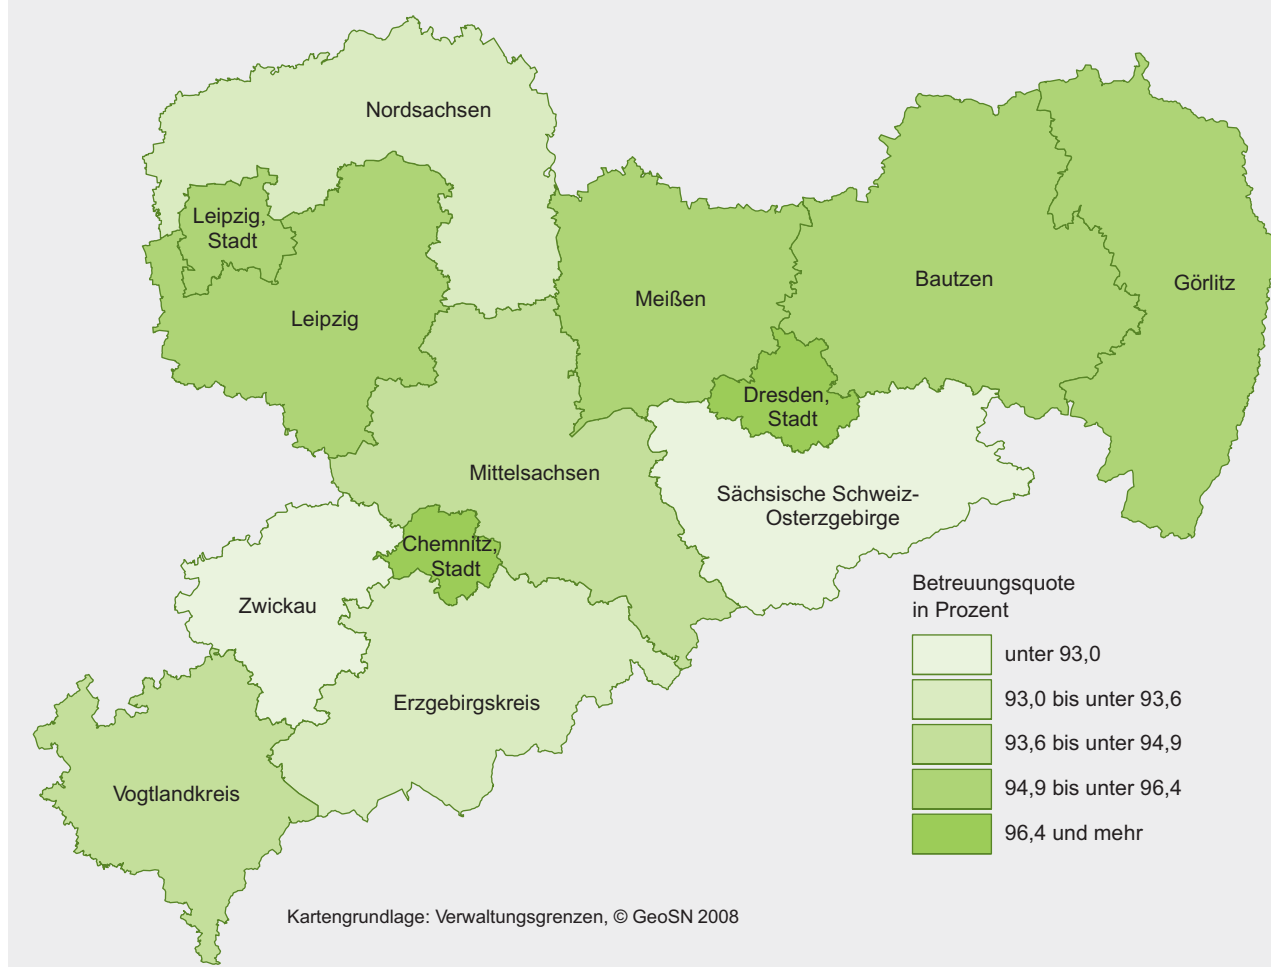 Nordsachsen
Leipzig,
Stadt
Leipzig
Meißen
Bautzen
Görlitz
Dresden,
Stadt
Mittelsachsen
Sächsische Schweiz-
Osterzgebirge
Chemnitz,
Stadt
Zwickau
Erzgebirgskreis
Vogtlandkreis
Betreuungsquote
in Prozent
unter 93,0
93,0 bis unter 93,6
93,6 bis unter 94,9
94,9 bis unter 96,4
96,4 und mehr
Kartengrundlage: Verwaltungsgrenzen, © GeoSN 2008